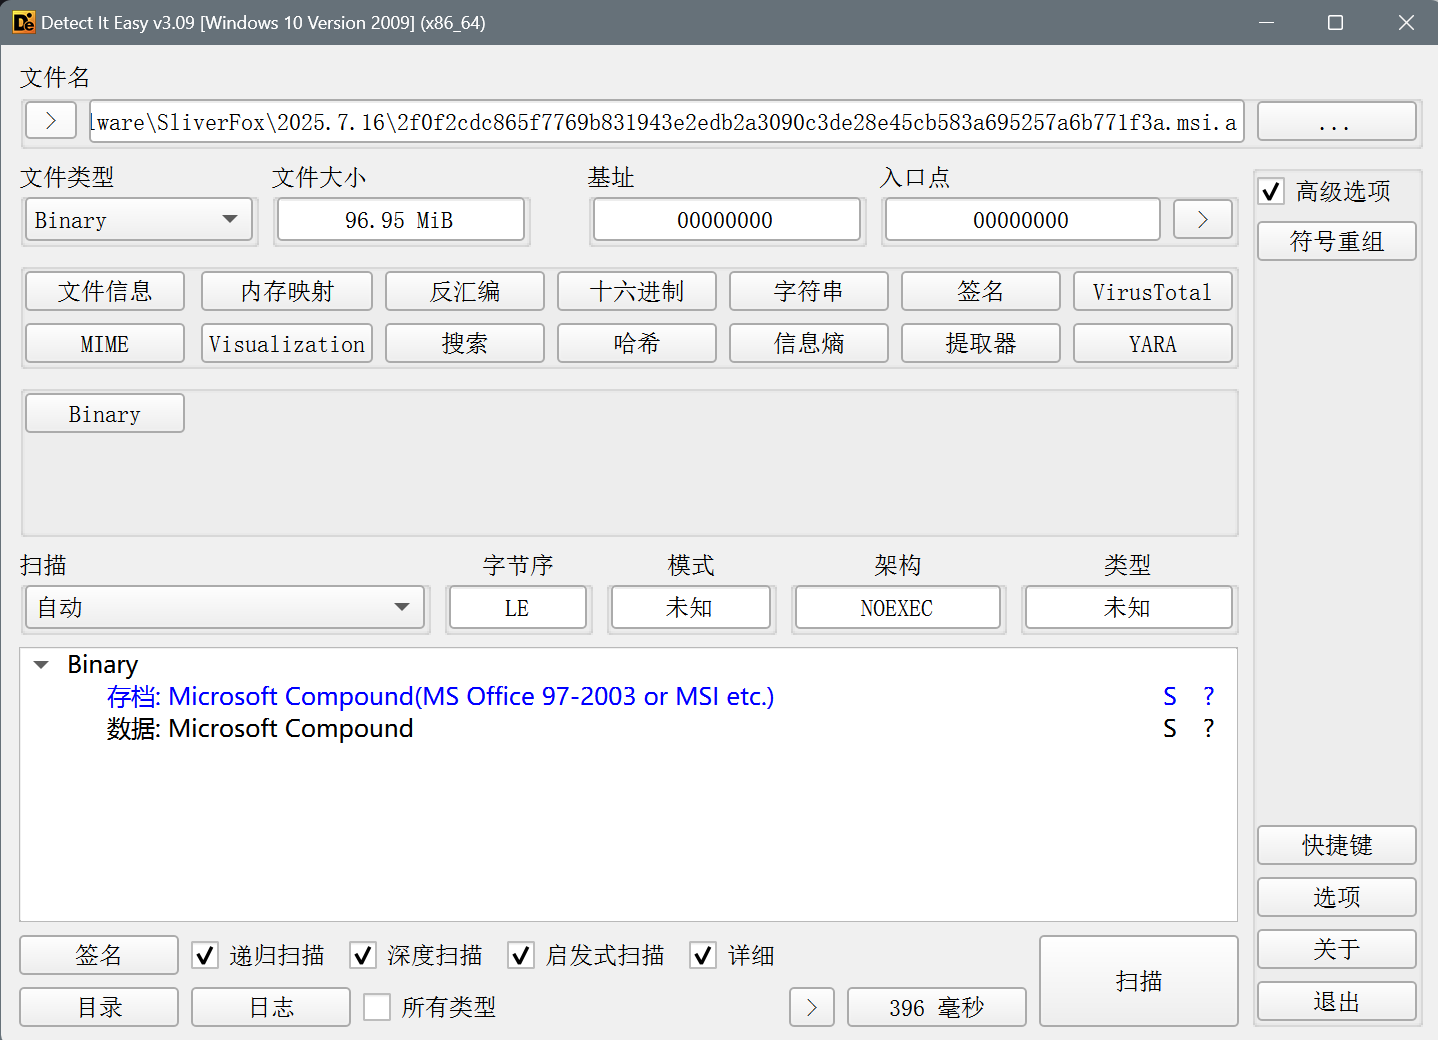 Detect It Easy v3.09 [Windows 10 Version 2009] (x86_64)
文件名
lware\SliverFox\2025.7.16\2f0f2cdc865f7769b831943e2edb2a3090c3de28e45cb583a695257a6b771f3a.msi.a
...
文件类型 文件大小 基址 入口点
Binary 96.95 MiB 00000000 00000000 >
高级选项
符号重组
文件信息 内存映射 反汇编 十六进制 字符串 签名 VirusTotal
MIME Visualization 搜索 哈希 信息熵 提取器 YARA
Binary
扫描 字节序 模式 架构 类型
自动 LE 未知 NOEXEC 未知
Binary
存档: Microsoft Compound(MS Office 97-2003 or MSI etc.) S ?
数据: Microsoft Compound S ?
快捷键
选项
关于
退出
签名 递归扫描 深度扫描 启发式扫描 详细
目录 日志 所有类型 > 396 毫秒
扫描